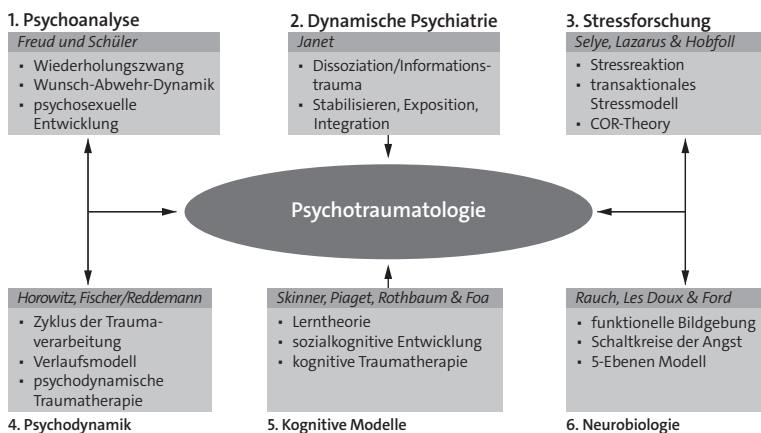 1. Psychoanalyse
Freud und Schüler
▪ Wiederholungszwang
▪ Wunsch-Abwehr-Dynamik
▪ psychosexuelle
Entwicklung
2. Dynamische Psychiatrie
Janet
▪ Dissoziation/Informations-
trauma
▪ Stabilisieren, Exposition,
Integration
3. Stressforschung
Selye, Lazarus & Hobfoll
▪ Stressreaktion
▪ transaktionales
Stressmodell
▪ COR-Theory
Psychotraumatologie
Horowitz, Fischer/Reddemann
▪ Zyklus der Trauma-
verarbeitung
▪ Verlaufsmodell
▪ psychodynamische
Traumatherapie
4. Psychodynamik
Skinner, Piaget, Rothbaum & Foa
▪ Lerntheorie
▪ sozialkognitive Entwicklung
▪ kognitive Traumatherapie
5. Kognitive Modelle
Rauch, Les Doux & Ford
▪ funktionelle Bildgebung
▪ Schaltkreise der Angst
▪ 5-Ebenen Modell
6. Neurobiologie